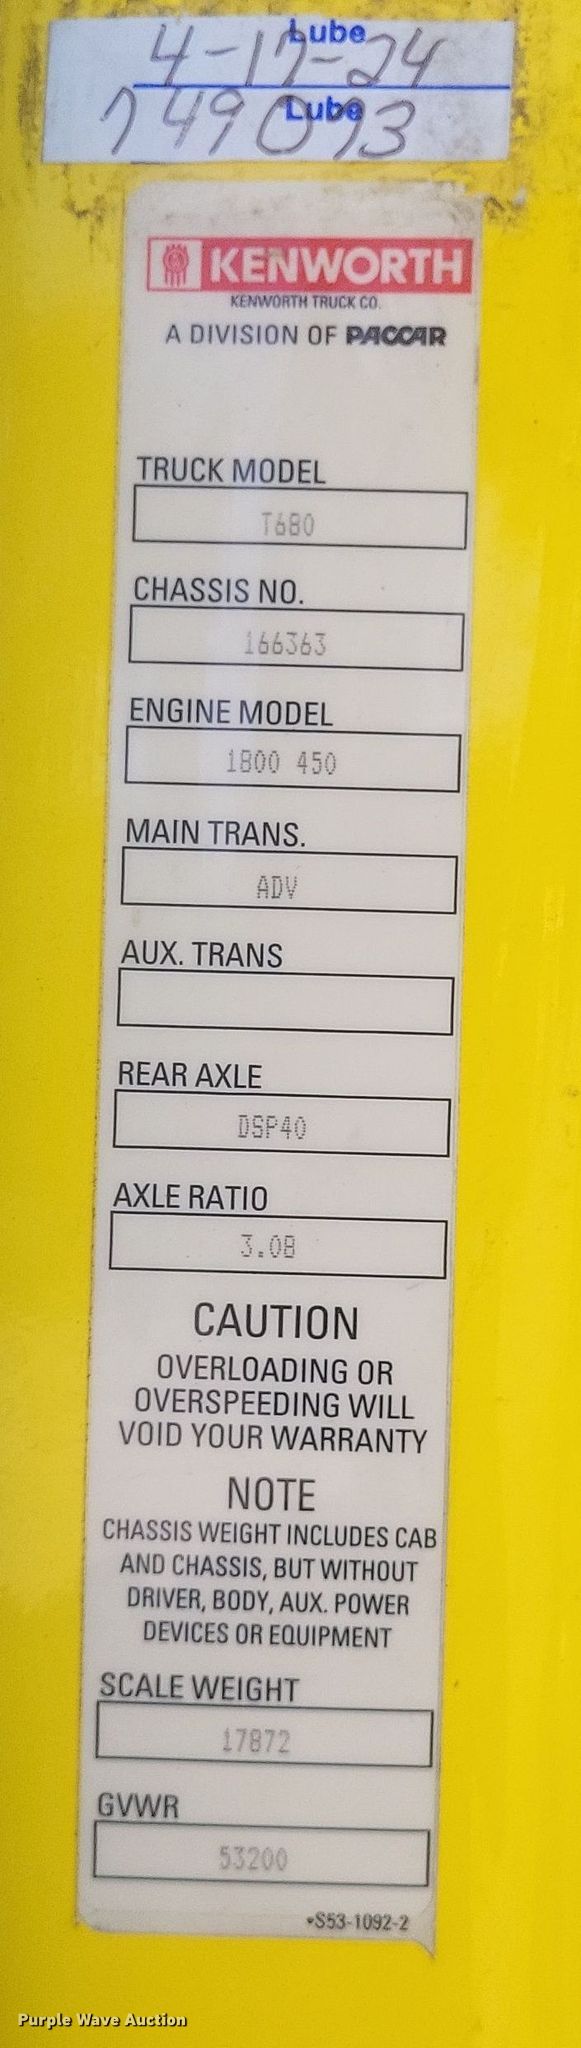 Lube
4-17-24
Lube
749073
KENWORTH
KENWORTH TRUCK CO.
A DIVISION OF PACCAR
TRUCK MODEL
T680
CHASSIS NO.
166363
ENGINE MODEL
1800 450
MAIN TRANS.
ADV
AUX. TRANS
REAR AXLE
DSP40
AXLE RATIO
3.08
CAUTION
OVERLOADING OR
OVERSPEEDING WILL
VOID YOUR WARRANTY
NOTE
CHASSIS WEIGHT INCLUDES CAB
AND CHASSIS, BUT WITHOUT
DRIVER, BODY, AUX. POWER
DEVICES OR EQUIPMENT
SCALE WEIGHT
17872
GVWR
53200
•S53-1092-2
Purple Wave Auction